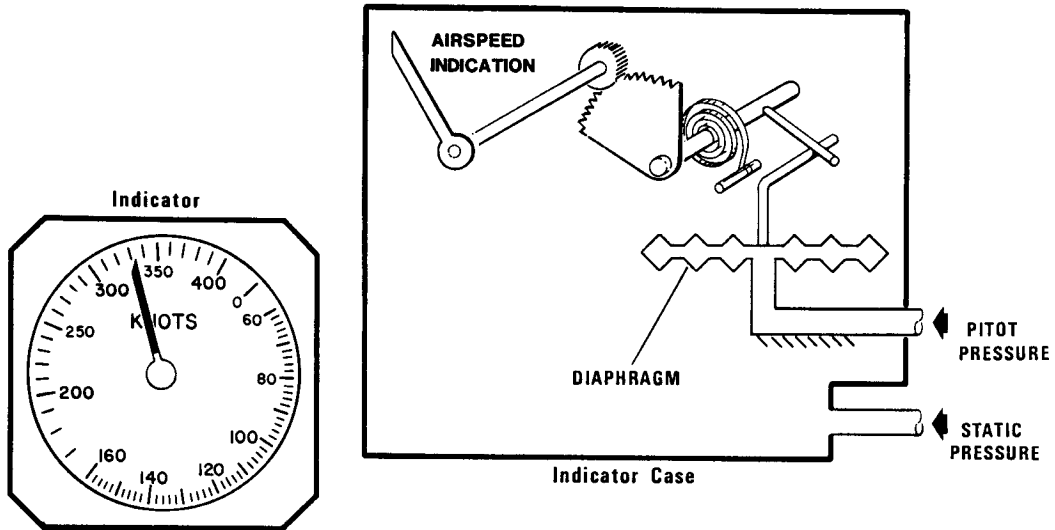 AIRSPEED
INDICATION
Indicator
0
60
80
100
120
140
160
200
250
300
350
400
KNOTS
DIAPHRAGM
PITOT
PRESSURE
STATIC
PRESSURE
Indicator Case